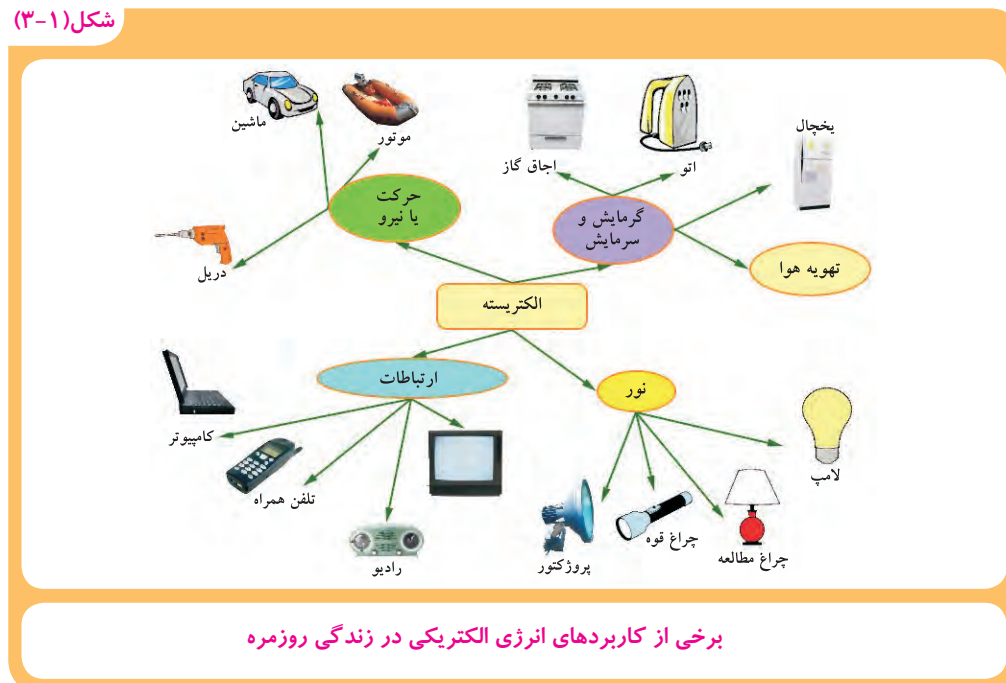 شکل(۱-۳)
ماشین
موتور
دریل
حرکت
یا نیرو
اجاق گاز
اتو
یخچال
گرمایش و
سرمایش
تهویه هوا
الکتریسته
ارتباطات
نور
کامپیوتر
تلفن همراه
رادیو
پروژکتور
چراغ قوه
چراغ مطالعه
لامپ
برخی از کاربردهای انرژی الکتریکی در زندگی روزمره